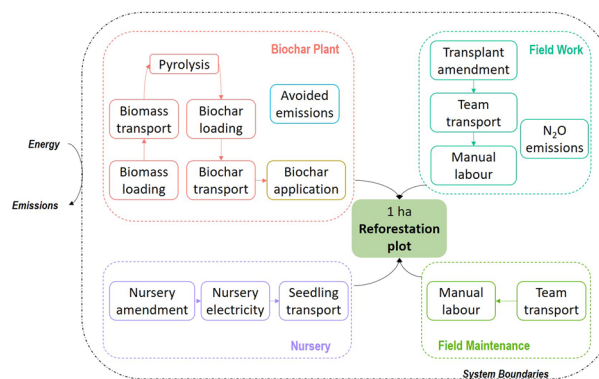 Biochar Plant
Pyrolysis
Biomass
transport
Biochar
loading
Avoided
emissions
Biomass
loading
Biochar
transport
Biochar
application
Field Work
Transplant
amendment
Team
transport
Manual
labour
N₂O
emissions
Energy
Emissions
1 ha
Reforestation
plot
Nursery
amendment
Nursery
electricity
Seedling
transport
Nursery
Manual
labour
Team
transport
Field Maintenance
System Boundaries